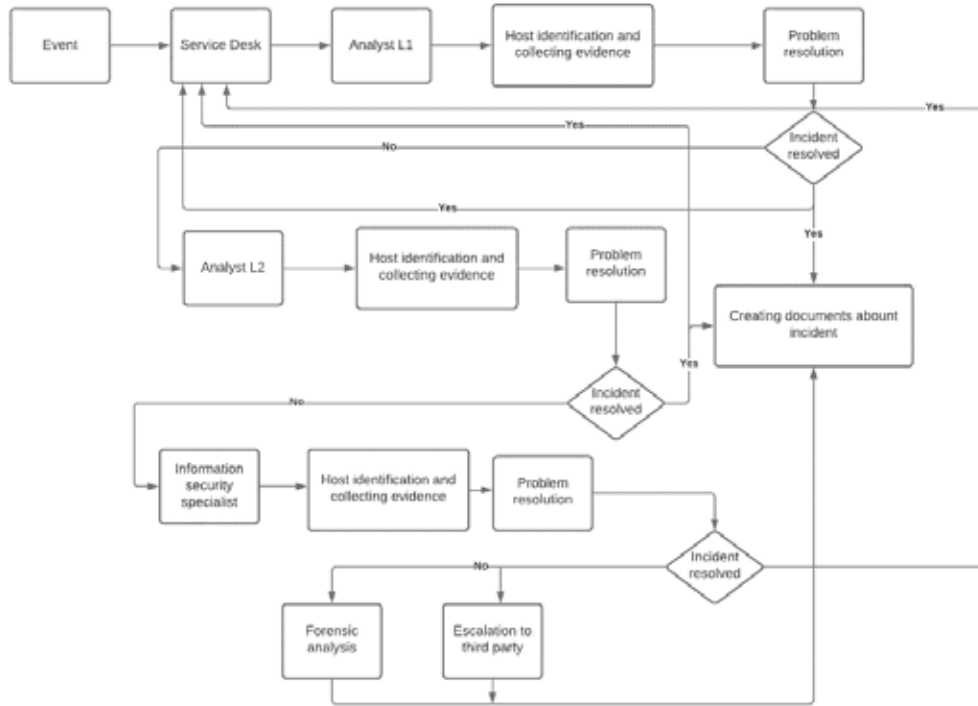 Event
Service Desk
Analyst L1
Host identification and
collecting evidence
Problem
resolution
Yes
Yes
Incident
resolved
No
Yes
Yes
Analyst L2
Host identification and
collecting evidence
Problem
resolution
Creating documents abount
incident
Yes
Incident
resolved
No
Information
security
specialist
Host identification and
collecting evidence
Problem
resolution
Incident
resolved
No
Forensic
analysis
Escalation to
third party